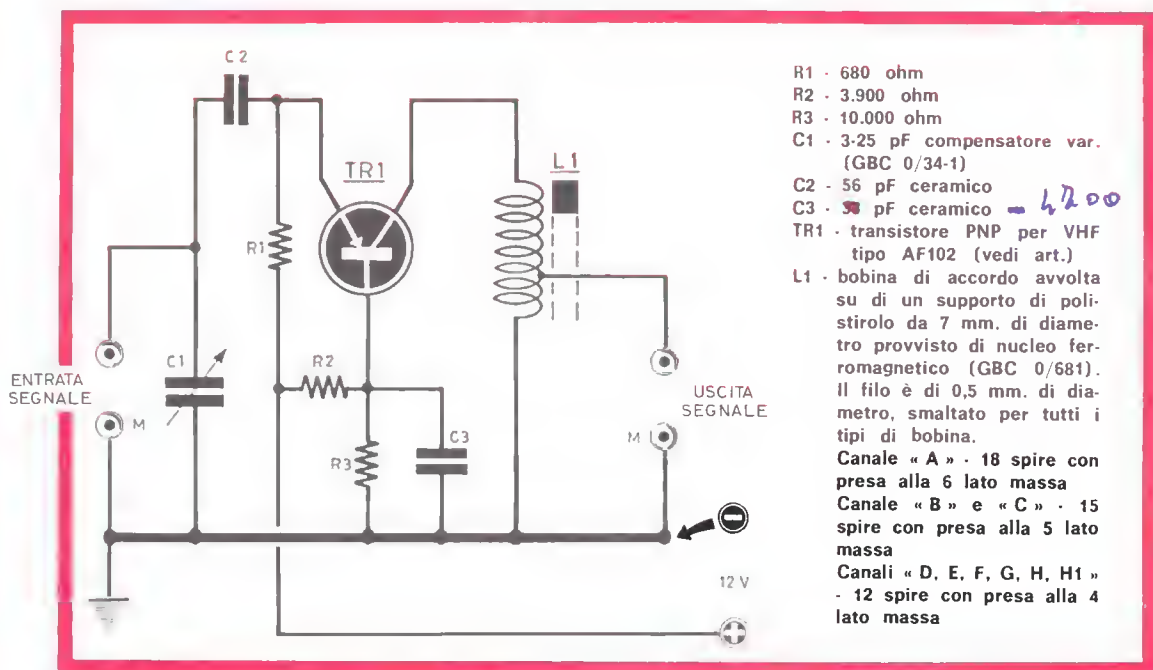 C2
TR1
L1
R1
R2
C1
R3
C3
ENTRATA
SEGNALE
M
USCITA
SEGNALE
M
12 V
R1 - 680 ohm
R2 - 3.900 ohm
R3 - 10.000 ohm
C1 - 3-25 pF compensatore var.
(GBC 0/34-1)
C2 - 56 pF ceramico
C3 - pF ceramico - 4700
TR1 - transistore PNP per VHF
tipo AF102 (vedi art.)
L1 - bobina di accordo avvolta
su di un supporto di poli-
stirolo da 7 mm. di diame-
tro provvisto di nucleo fer-
romagnetico (GBC 0/681).
Il filo è di 0,5 mm. di dia-
metro, smaltato per tutti i
tipi di bobina.
Canale « A » - 18 spire con
presa alla 6 lato massa
Canale « B » e « C » - 15
spire con presa alla 5 lato
massa
Canali « D, E, F, G, H, H1 »
- 12 spire con presa alla 4
lato massa